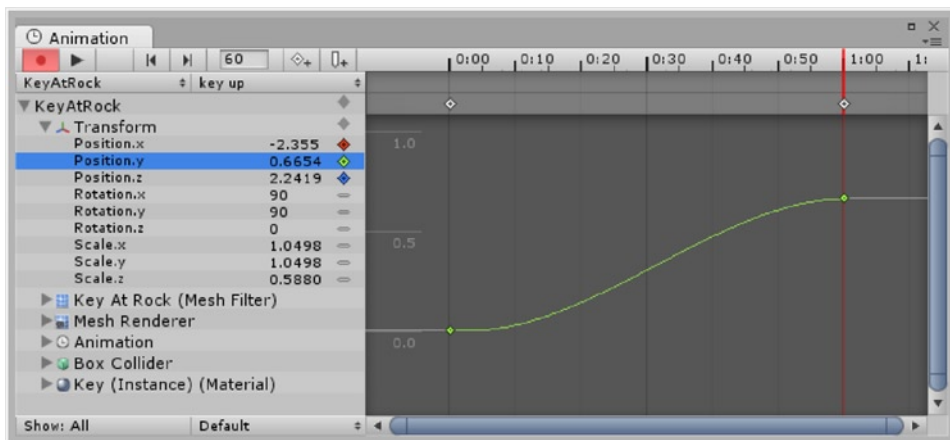 Animation
60
0:00 0:10 0:20 0:30 0:40 0:50 1:00 1:
KeyAtRock key up
KeyAtRock
Transform
Position.x -2.355
Position.y 0.6654
Position.z 2.2419
Rotation.x 90
Rotation.y 90
Rotation.z 0
Scale.x 1.0498
Scale.y 1.0498
Scale.z 0.5880
Key At Rock (Mesh Filter)
Mesh Renderer
Animation
Box Collider
Key (Instance) (Material)
Show: All Default
1.0
0.5
0.0